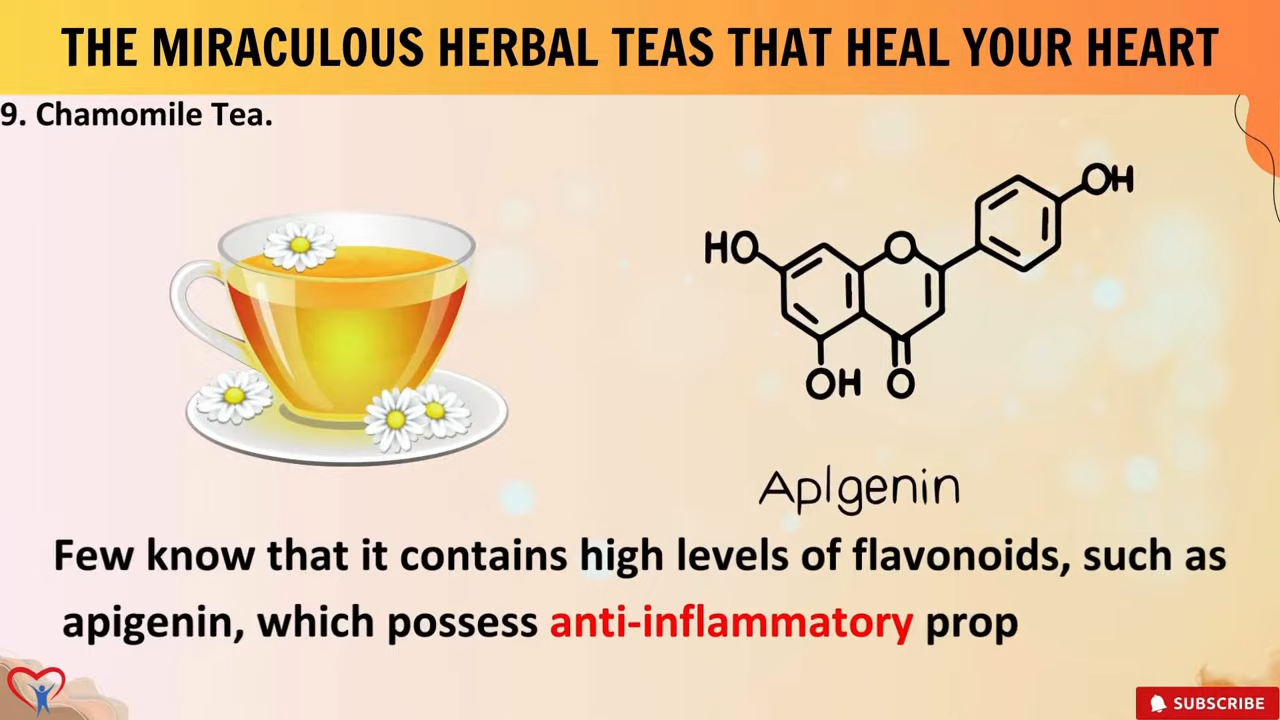 THE MIRACULOUS HERBAL TEAS THAT HEAL YOUR HEART
9. Chamomile Tea.
OH
HO
O
OH
O
ApIgenin
Few know that it contains high levels of flavonoids, such as
apigenin, which possess anti-inflammatory prop
SUBSCRIBE